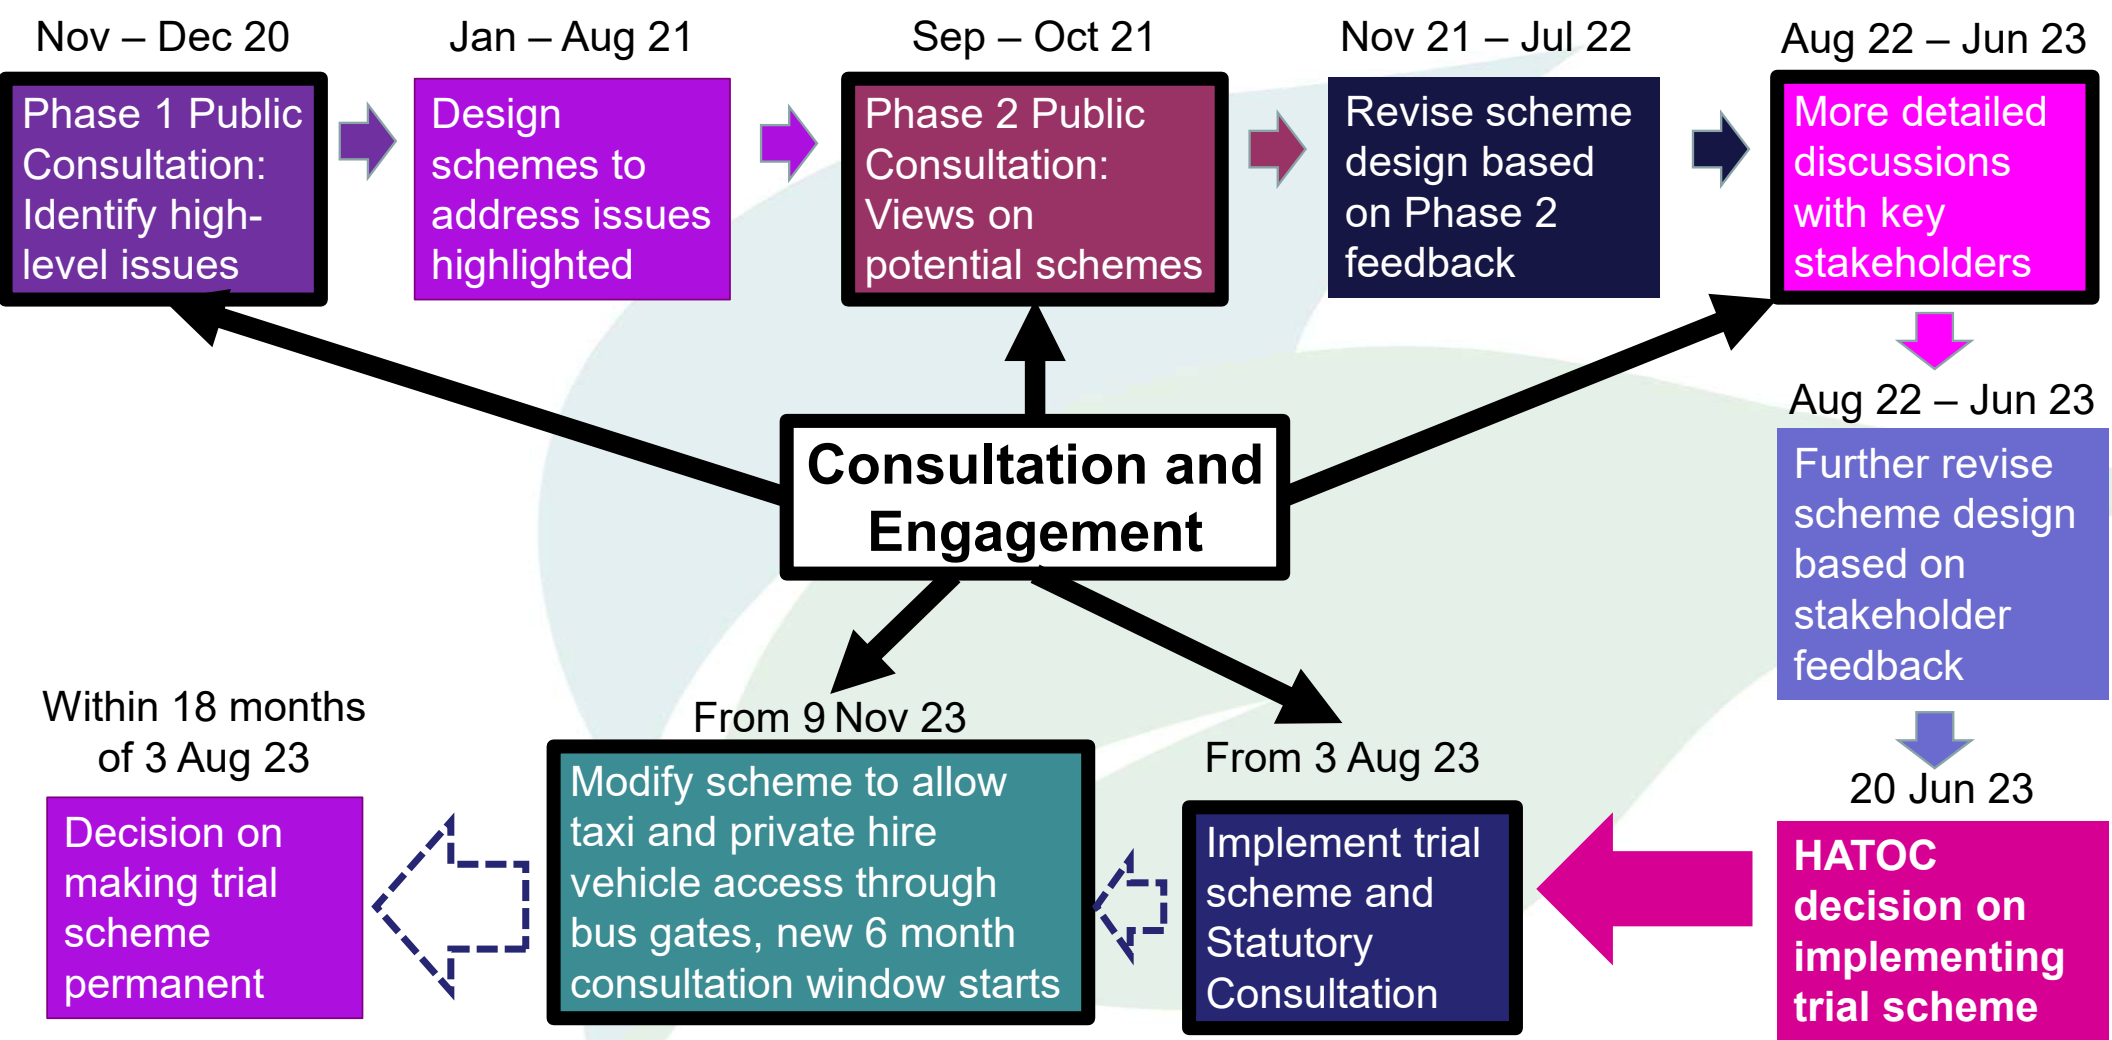 Nov – Dec 20
Phase 1 Public
Consultation:
Identify high-
level issues
Jan – Aug 21
Design
schemes to
address issues
highlighted
Sep – Oct 21
Phase 2 Public
Consultation:
Views on
potential schemes
Nov 21 – Jul 22
Revise scheme
design based
on Phase 2
feedback
Aug 22 – Jun 23
More detailed
discussions
with key
stakeholders
Consultation and
Engagement
Aug 22 – Jun 23
Further revise
scheme design
based on
stakeholder
feedback
20 Jun 23
HATOC
decision on
implementing
trial scheme
From 3 Aug 23
Implement trial
scheme and
Statutory
Consultation
From 9 Nov 23
Modify scheme to allow
taxi and private hire
vehicle access through
bus gates, new 6 month
consultation window starts
Within 18 months
of 3 Aug 23
Decision on
making trial
scheme
permanent